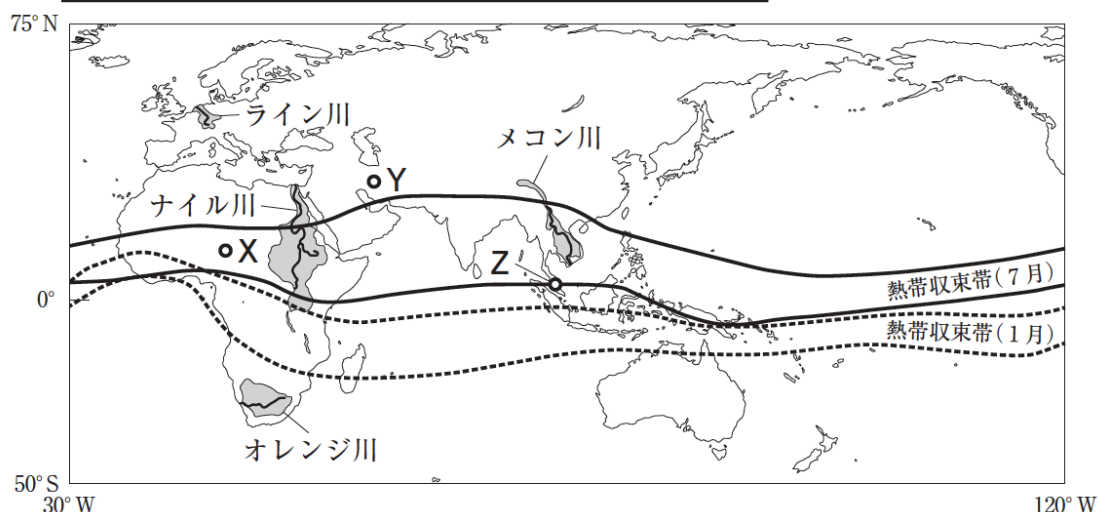 75°N
ライン川
メコン川
Y
ナイル川
X
Z
0°
熱帯収束帯(7月)
熱帯収束帯(1月)
オレンジ川
50°S
30°W
120°W